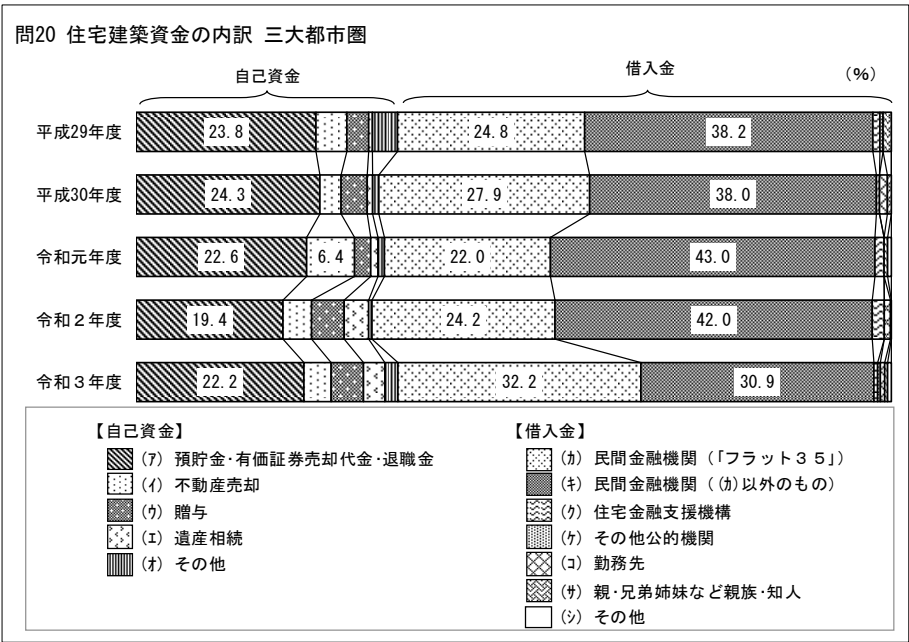 問20 住宅建築資金の内訳 三大都市圏
自己資金 借入金 (%)
平成29年度 23.8 24.8 38.2
平成30年度 24.3 27.9 38.0
令和元年度 22.6 6.4 22.0 43.0
令和２年度 19.4 24.2 42.0
令和３年度 22.2 32.2 30.9
【自己資金】
(ｱ) 預貯金･有価証券売却代金･退職金
(ｲ) 不動産売却
(ｳ) 贈与
(ｴ) 遺産相続
(ｵ) その他
【借入金】
(ｶ) 民間金融機関（｢フラット３５｣）
(ｷ) 民間金融機関（(ｶ)以外のもの）
(ｸ) 住宅金融支援機構
(ｹ) その他公的機関
(ｺ) 勤務先
(ｻ) 親･兄弟姉妹など親族･知人
(ｼ) その他